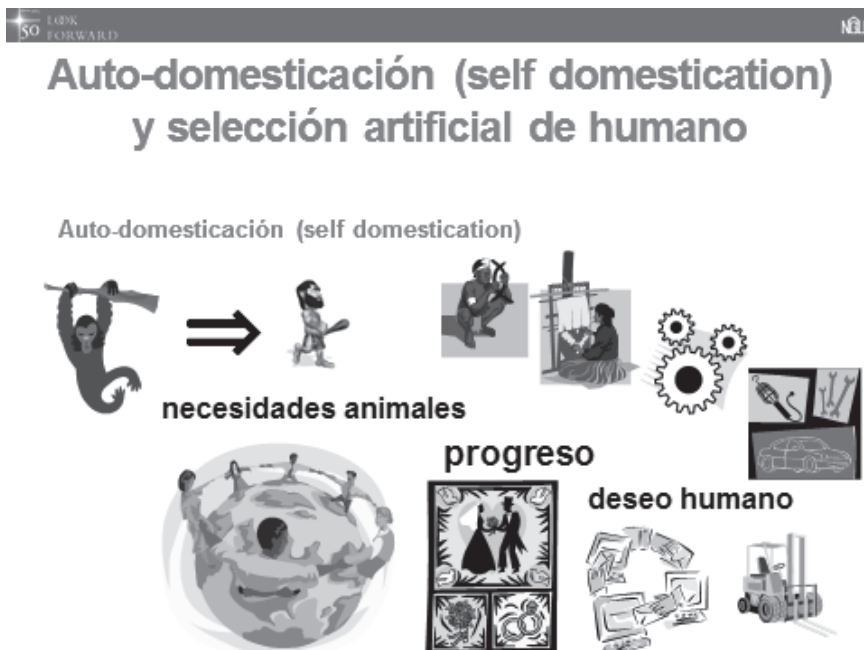 50 LOOK
FORWARD
Auto-domesticación (self domestication)
y selección artificial de humano
Auto-domesticación (self domestication)
necesidades animales
progreso
deseo humano